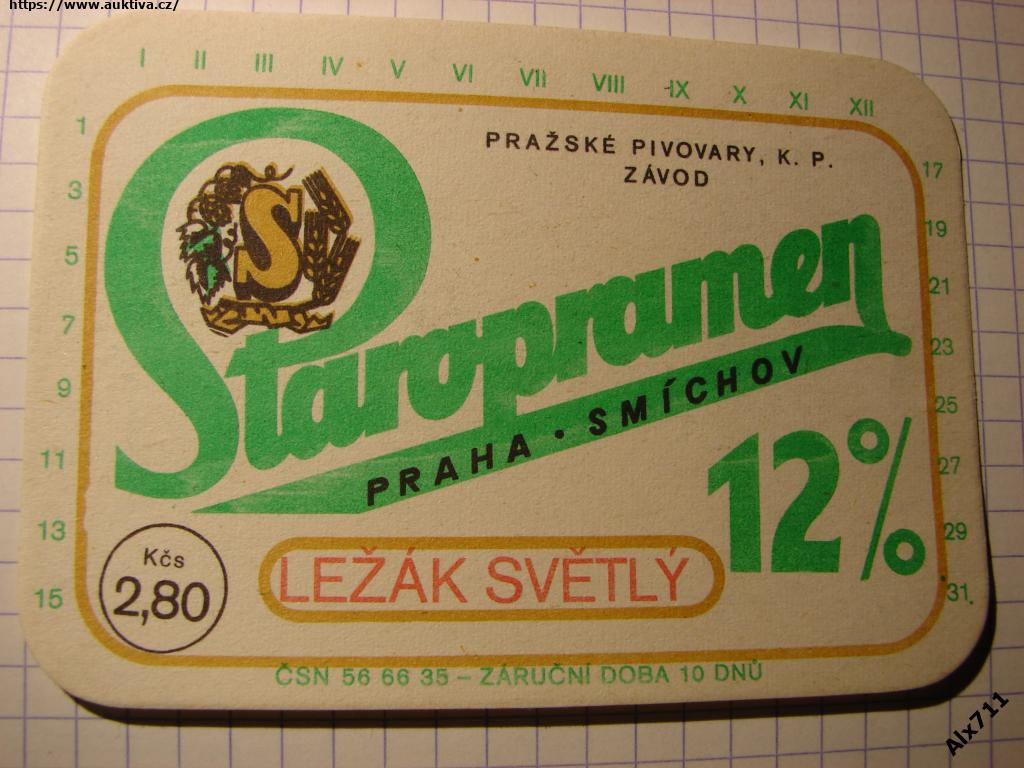 https://www.auktiva.cz/
I II III IV V VI VII VIII IX X XI XII
1
3
5
7
9
11
13
15
PRAŽSKÉ PIVOVARY, K. P.
ZÁVOD
S
Staropramen
PRAHA · SMÍCHOV
12%
Kčs
2,80
LEŽÁK SVĚTLÝ
17
19
21
23
25
27
29
31.
ČSN 56 66 35 – ZÁRUČNÍ DOBA 10 DNŮ
Alx711